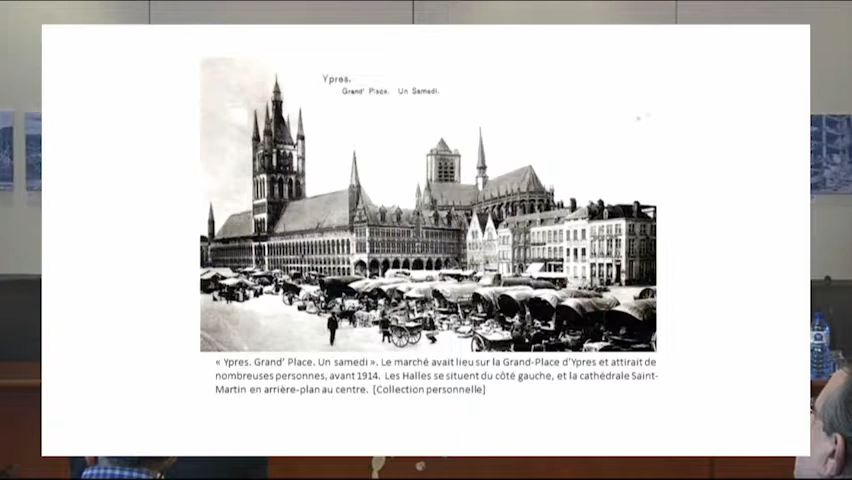 Ypres.
Grand' Place. Un Samedi.
« Ypres. Grand' Place. Un samedi ». Le marché avait lieu sur la Grand-Place d'Ypres et attirait de
nombreuses personnes, avant 1914. Les Halles se situent du côté gauche, et la cathédrale Saint-
Martin en arrière-plan au centre. [Collection personnelle]